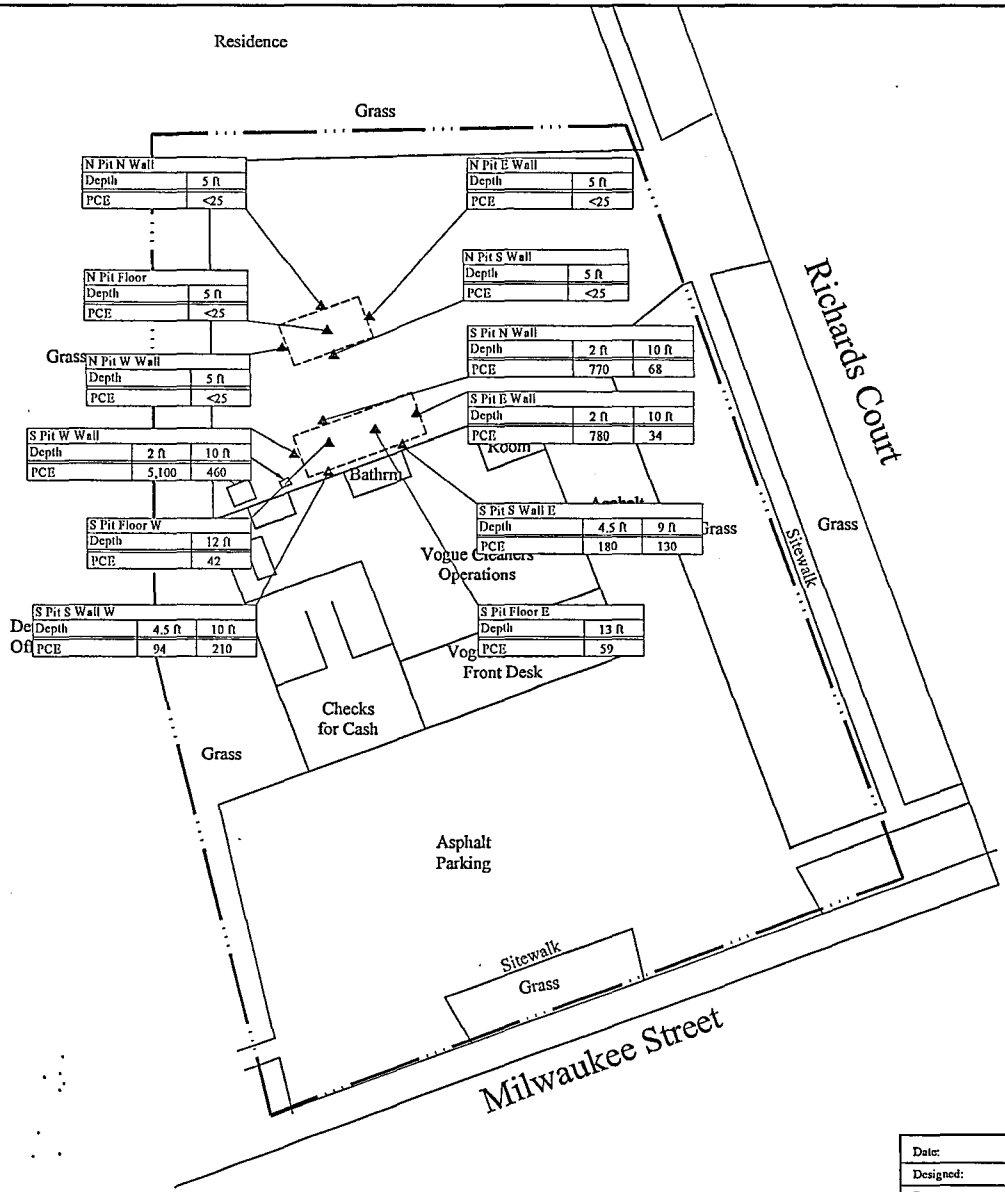 Residence
Grass
N Pit N Wall
Depth 5 ft
PCE <25
N Pit E Wall
Depth 5 ft
PCE <25
N Pit S Wall
Depth 5 ft
PCE <25
N Pit Floor
Depth 5 ft
PCE <25
Richards Court
Grass
N Pit W Wall
Depth 5 ft
PCE <25
S Pit N Wall
Depth 2 ft 10 ft
PCE 770 68
S Pit E Wall
Depth 2 ft 10 ft
PCE 780 34
S Pit W Wall
Depth 2 ft 10 ft
PCE 5,100 460
Room
Bathrm
Asphalt
S Pit S Wall E
Depth 4.5 ft 9 ft
PCE 180 130
Grass
Sitewalk
Grass
S Pit Floor W
Depth 12 ft
PCE 42
Vogue Cleaners
Operations
S Pit S Wall W
Depth 4.5 ft 10 ft
PCE 94 210
S Pit Floor E
Depth 13 ft
PCE 59
Front Desk
Checks
for Cash
Grass
Asphalt
Parking
Sitewalk
Grass
Milwaukee Street
Date:
Designed: